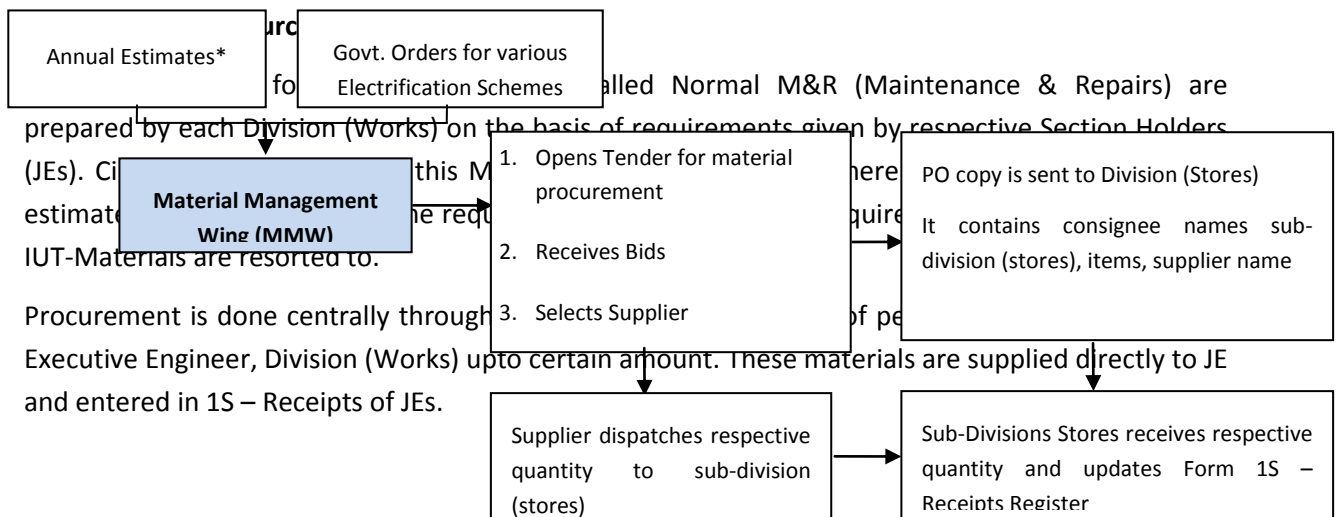 urc
Annual Estimates*
Govt. Orders for various
Electrification Schemes
fo
alled Normal M&R (Maintenance & Repairs) are
prepared by each Division (Works) on the basis of requirements given by respective Section Holders
(JEs). Ci
this M
here
estimate
he requ
quire
IUT-Materials are resorted to.
Material Management
Wing (MMW)
1. Opens Tender for material
procurement
2. Receives Bids
3. Selects Supplier
PO copy is sent to Division (Stores)
It contains consignee names sub-
division (stores), items, supplier name
Procurement is done centrally through
of pe
Executive Engineer, Division (Works) upto certain amount. These materials are supplied directly to JE
and entered in 1S – Receipts of JEs.
Supplier dispatches respective
quantity to sub-division
(stores)
Sub-Divisions Stores receives respective
quantity and updates Form 1S –
Receipts Register